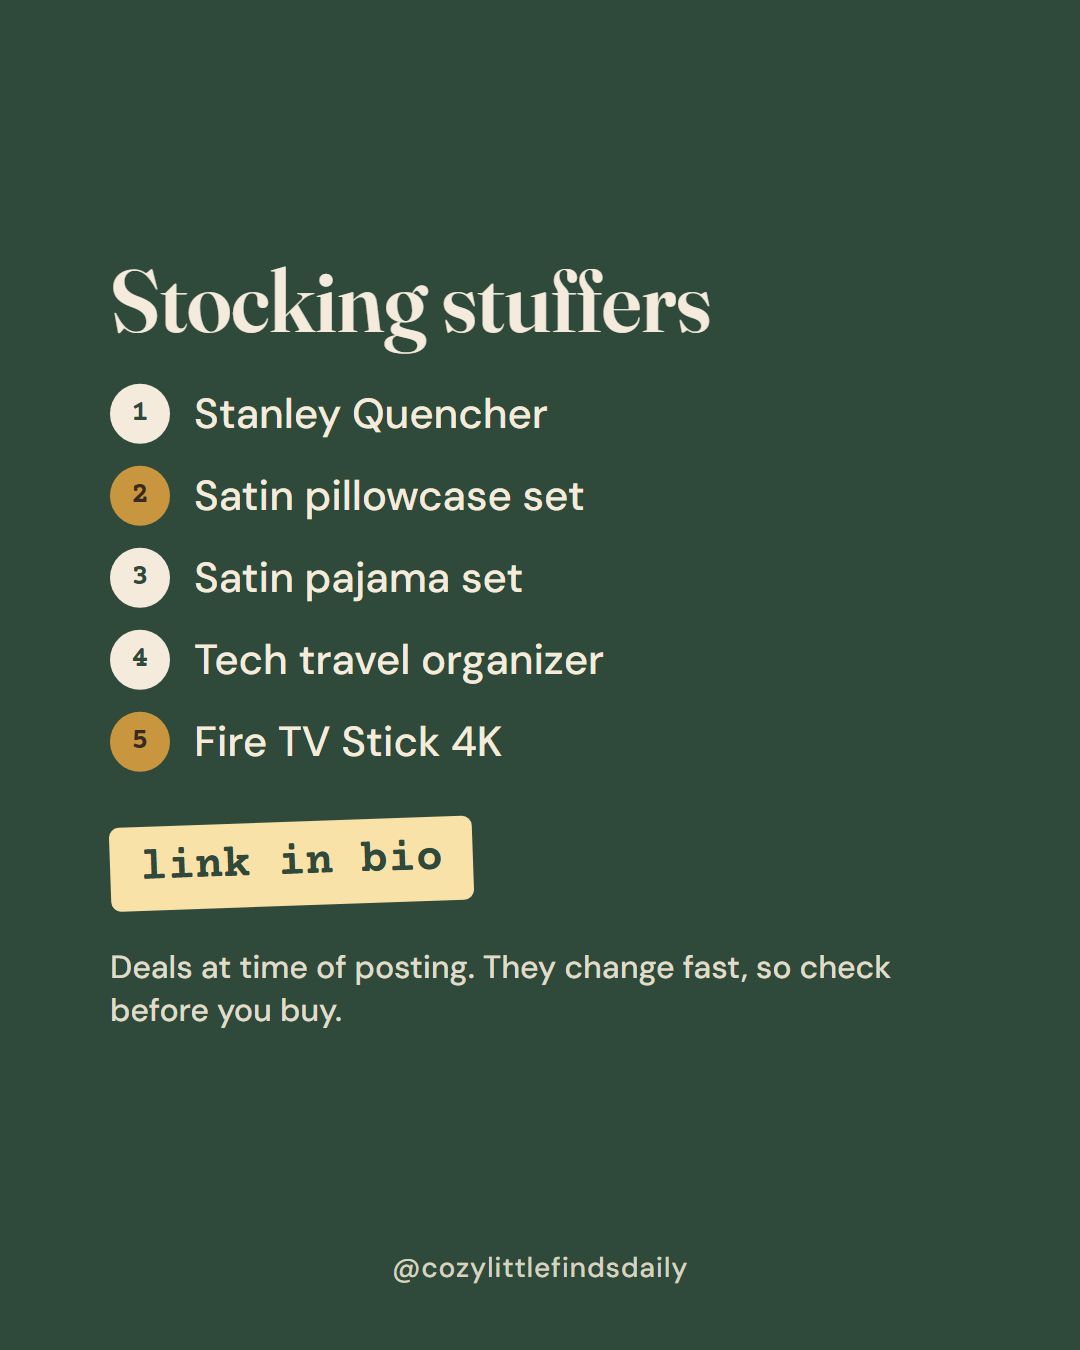 Stocking stuffers
1 Stanley Quencher
2 Satin pillowcase set
3 Satin pajama set
4 Tech travel organizer
5 Fire TV Stick 4K
link in bio
Deals at time of posting. They change fast, so check
before you buy.
@cozylittlefindsdaily